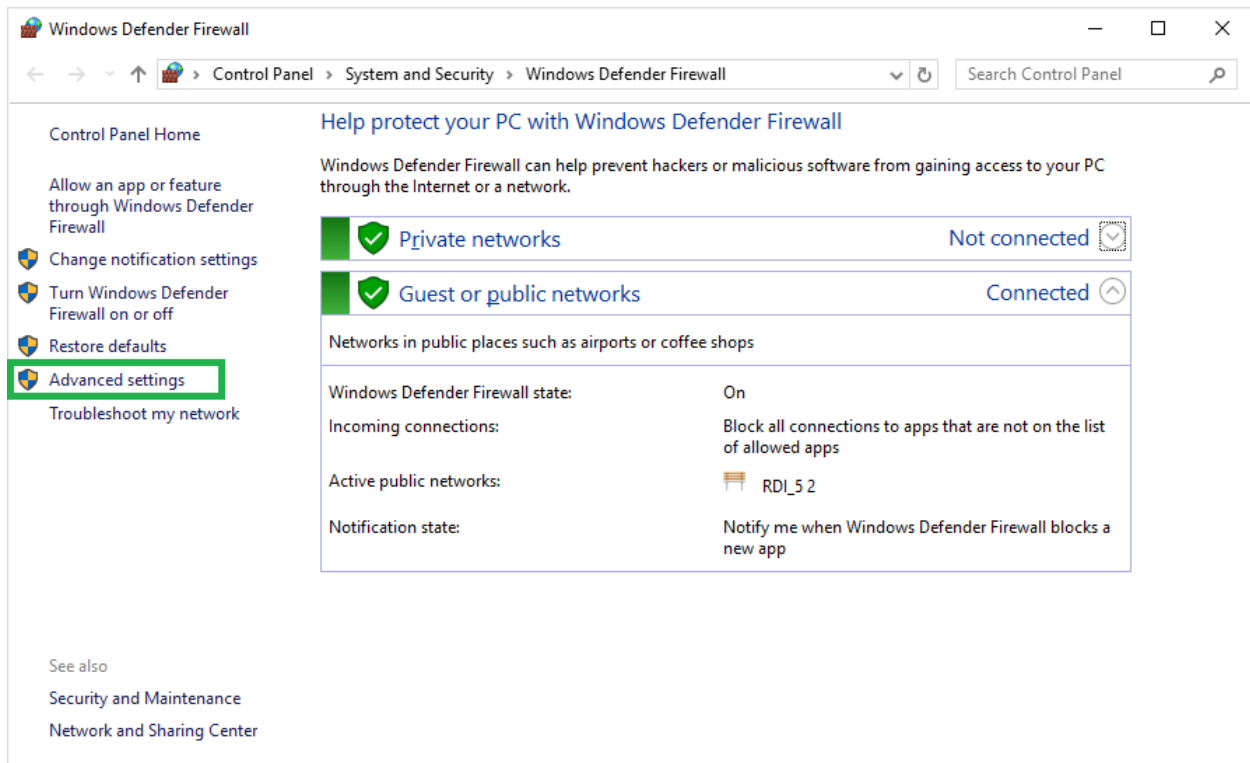 Windows Defender Firewall
Control Panel › System and Security › Windows Defender Firewall
Search Control Panel
Control Panel Home
Allow an app or feature
through Windows Defender
Firewall
Change notification settings
Turn Windows Defender
Firewall on or off
Restore defaults
Advanced settings
Troubleshoot my network
See also
Security and Maintenance
Network and Sharing Center
Help protect your PC with Windows Defender Firewall
Windows Defender Firewall can help prevent hackers or malicious software from gaining access to your PC
through the Internet or a network.
Private networks
Not connected
Guest or public networks
Connected
Networks in public places such as airports or coffee shops
Windows Defender Firewall state:
On
Incoming connections:
Block all connections to apps that are not on the list
of allowed apps
Active public networks:
RDI_5 2
Notification state:
Notify me when Windows Defender Firewall blocks a
new app